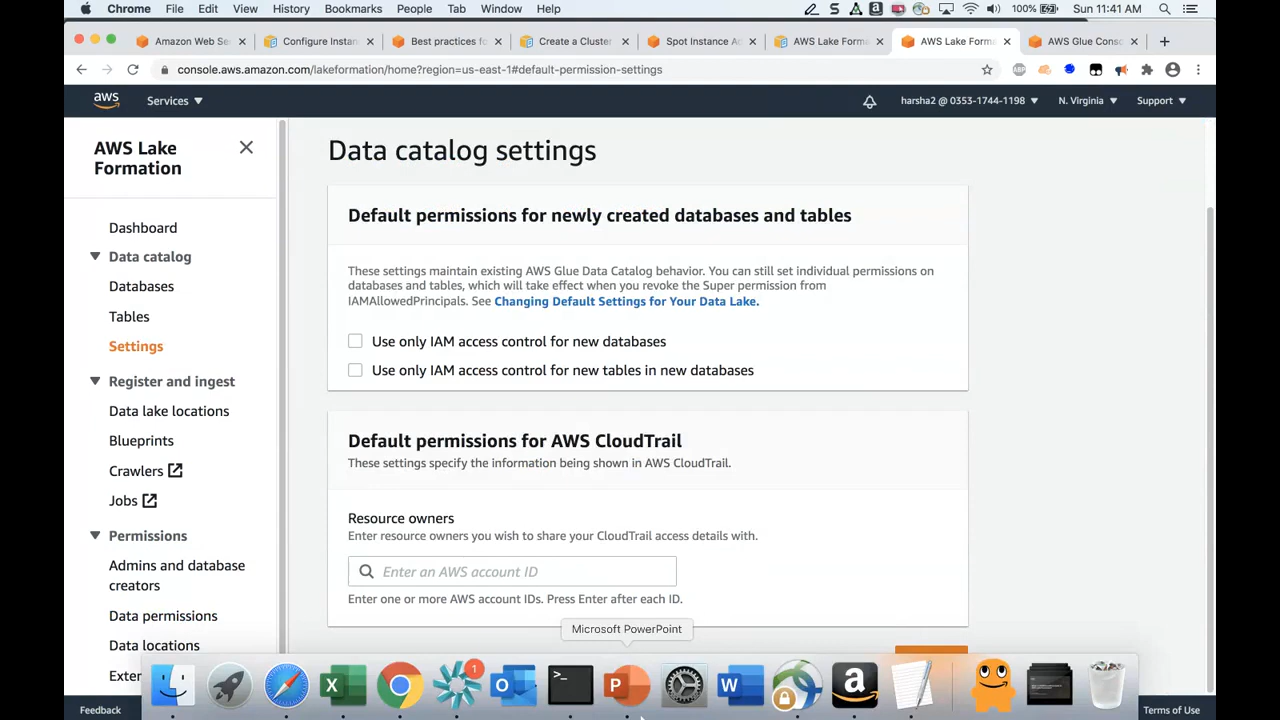 Chrome File Edit View History Bookmarks People Tab Window Help 100% Sun 11:41 AM
Amazon Web Se
Configure Instan
Best practices fo
Create a Cluster
Spot Instance Ad
AWS Lake Form
AWS Lake Forma
AWS Glue Conso
console.aws.amazon.com/lakeformation/home?region=us-east-1#default-permission-settings
ABP
aws Services harsha2 @ 0353-1744-1198 N. Virginia Support
AWS Lake
Formation
Dashboard
Data catalog
Databases
Tables
Settings
Register and ingest
Data lake locations
Blueprints
Crawlers
Jobs
Permissions
Admins and database
creators
Data permissions
Data locations
Exter
Data catalog settings
Default permissions for newly created databases and tables
These settings maintain existing AWS Glue Data Catalog behavior. You can still set individual permissions on
databases and tables, which will take effect when you revoke the Super permission from
IAMAllowedPrincipals. See Changing Default Settings for Your Data Lake.
Use only IAM access control for new databases
Use only IAM access control for new tables in new databases
Default permissions for AWS CloudTrail
These settings specify the information being shown in AWS CloudTrail.
Resource owners
Enter resource owners you wish to share your CloudTrail access details with.
Enter an AWS account ID
Enter one or more AWS account IDs. Press Enter after each ID.
Microsoft PowerPoint
1
Feedback
Terms of Use